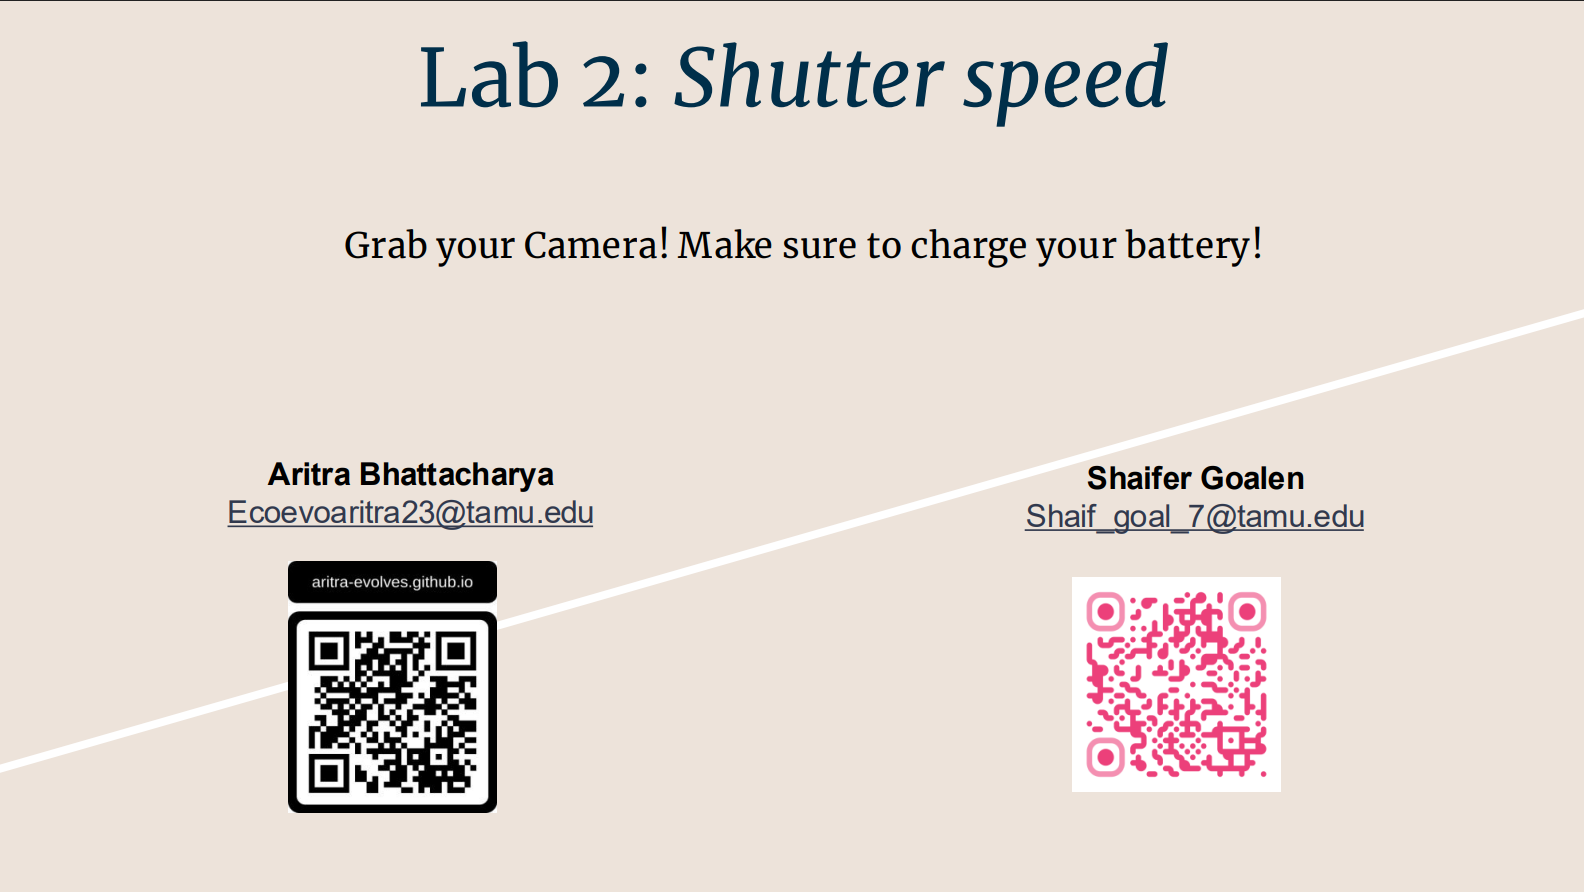 Lab 2: Shutter speed
Grab your Camera! Make sure to charge your battery!
Aritra Bhattacharya
Ecoevoaritra23@tamu.edu
aritra-evolves.github.io
Shaifer Goalen
Shaif_goal_7@tamu.edu